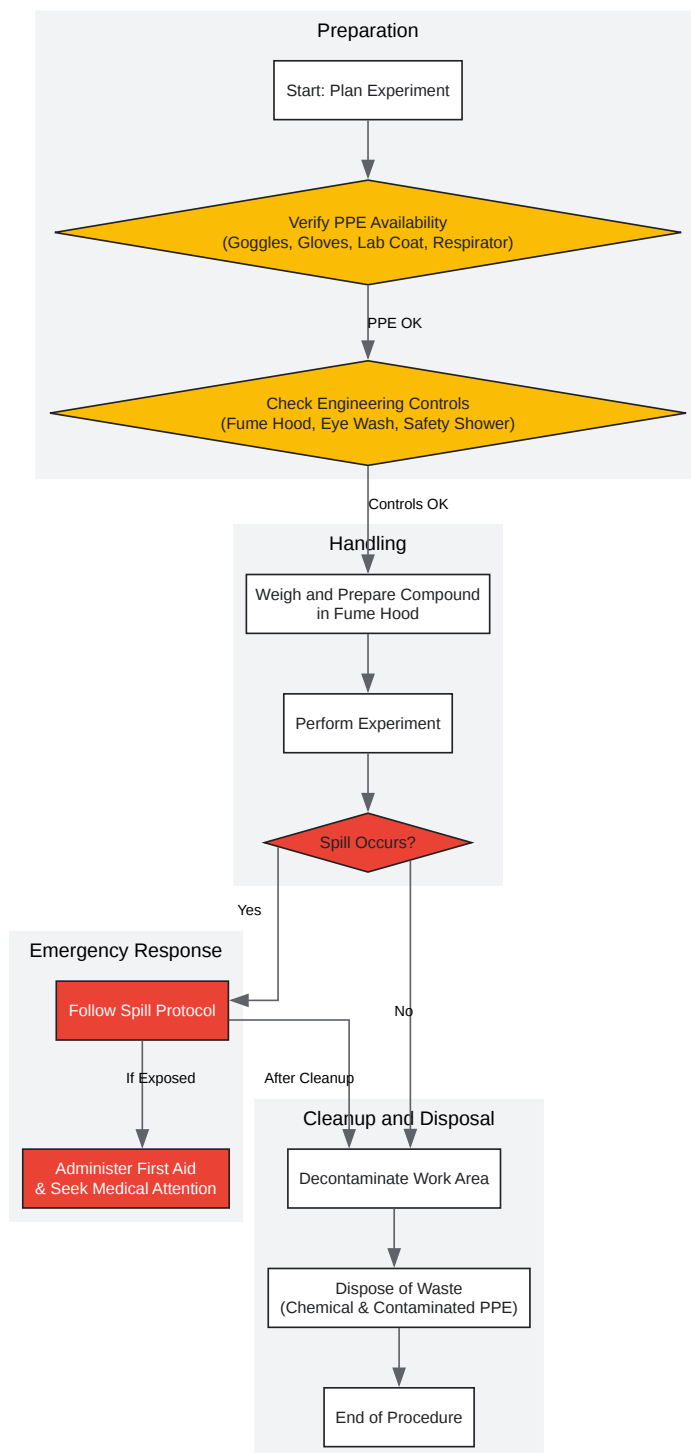 Preparation
Start: Plan Experiment
Verify PPE Availability
(Goggles, Gloves, Lab Coat, Respirator)
PPE OK
Check Engineering Controls
(Fume Hood, Eye Wash, Safety Shower)
Controls OK
Handling
Weigh and Prepare Compound
in Fume Hood
Perform Experiment
Spill Occurs?
Yes
No
Emergency Response
Follow Spill Protocol
If Exposed
After Cleanup
Administer First Aid
& Seek Medical Attention
Cleanup and Disposal
Decontaminate Work Area
Dispose of Waste
(Chemical & Contaminated PPE)
End of Procedure